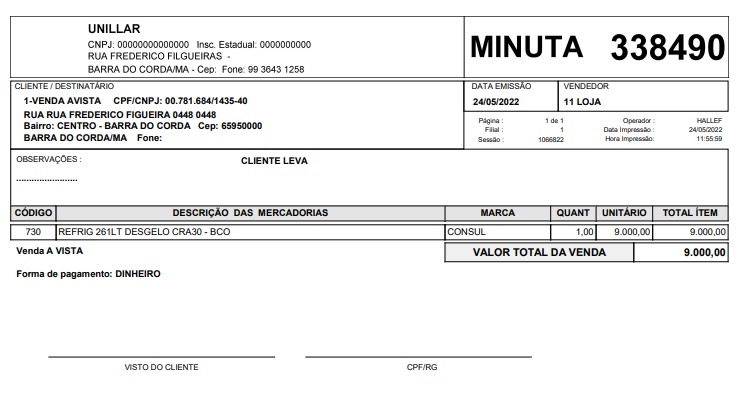 UNILLAR
CNPJ: 00000000000000 Insc. Estadual: 0000000000
RUA FREDERICO FILGUEIRAS -
BARRA DO CORDA/MA - Cep: Fone: 99 3643 1258
MINUTA 338490
CLIENTE / DESTINATÁRIO
1-VENDA AVISTA CPF/CNPJ: 00.781.684/1435-40
RUA RUA FREDERICO FIGUEIRA 0448 0448
Bairro: CENTRO - BARRA DO CORDA Cep: 65950000
BARRA DO CORDA/MA Fone:
DATA EMISSÃO VENDEDOR
24/05/2022 11 LOJA
Página : 1 de 1 Operador : HALLEF
Filial : 1 Data Impressão : 24/05/2022
Sessão : 1066822 Hora Impressão: 11:55:59
OBSERVAÇÕES : CLIENTE LEVA
--------------------
CÓDIGO DESCRIÇÃO DAS MERCADORIAS MARCA QUANT UNITÁRIO TOTAL ÍTEM
730 REFRIG 261LT DESGELO CRA30 - BCO CONSUL 1,00 9.000,00 9.000,00
Venda A VISTA VALOR TOTAL DA VENDA 9.000,00
Forma de pagamento: DINHEIRO
VISTO DO CLIENTE CPF/RG